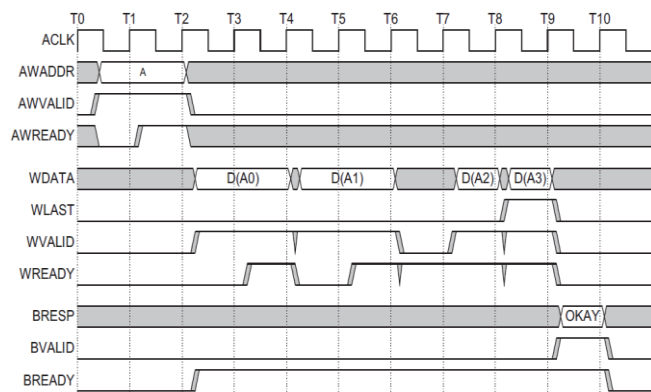 T0 T1 T2 T3 T4 T5 T6 T7 T8 T9 T10
ACLK
AWADDR A
AWVALID
AWREADY
WDATA D(A0) D(A1) D(A2) D(A3)
WLAST
WVALID
WREADY
BRESP OKAY
BVALID
BREADY